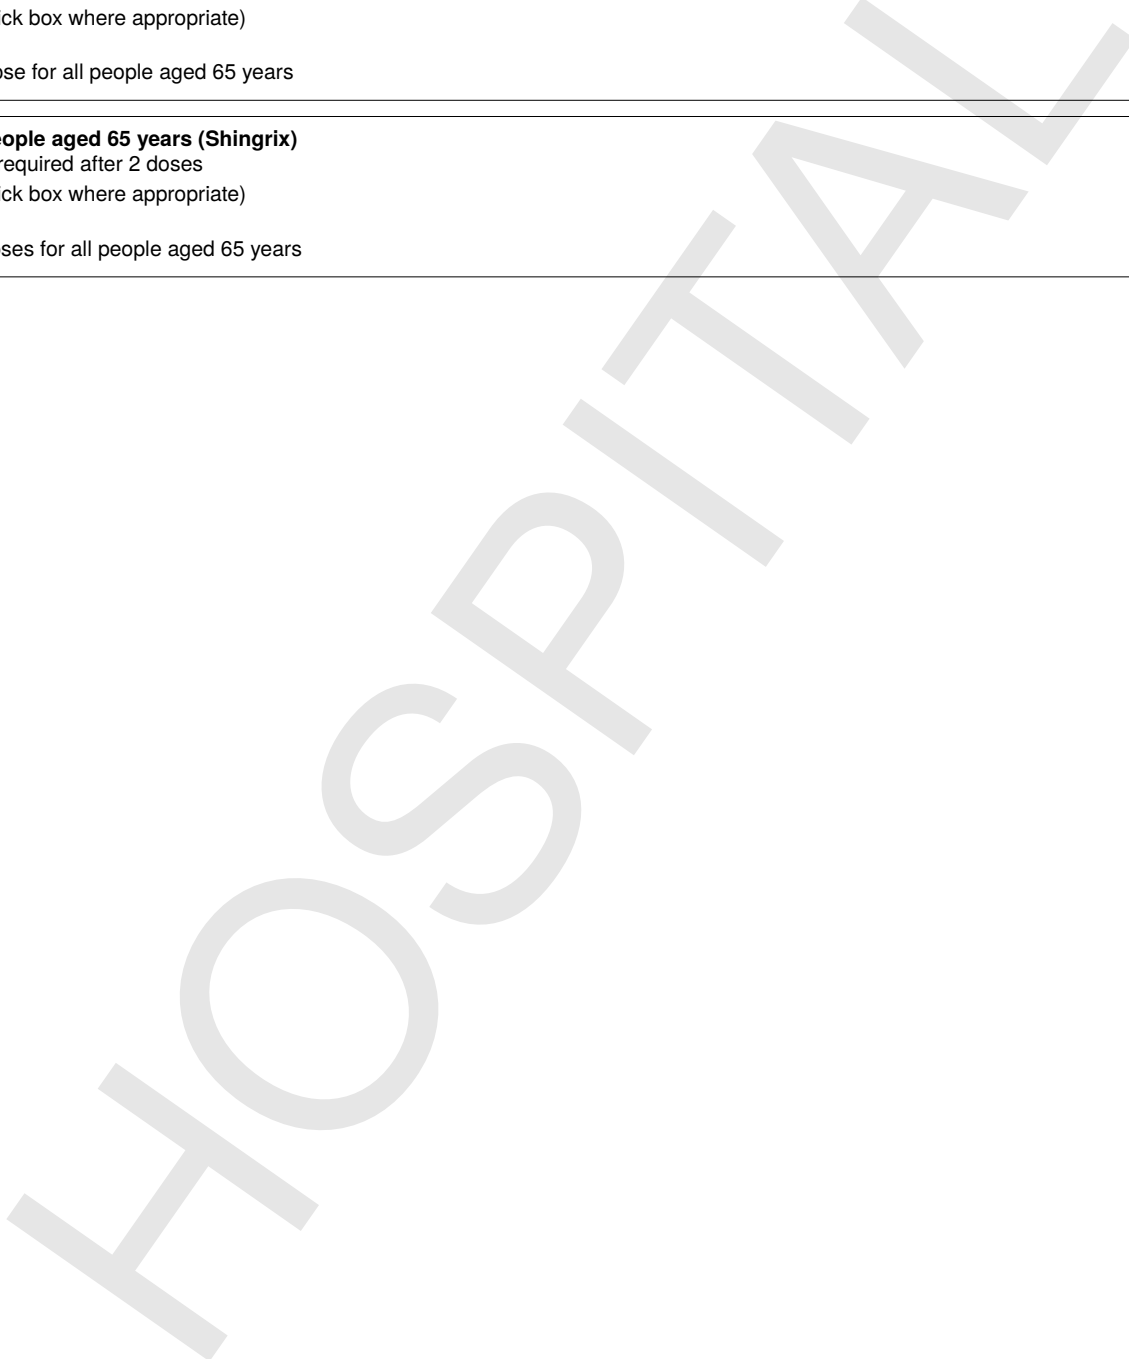 ick box where appropriate)
ose for all people aged 65 years
eople aged 65 years (Shingrix)
required after 2 doses
ick box where appropriate)
oses for all people aged 65 years
HOSPITAL